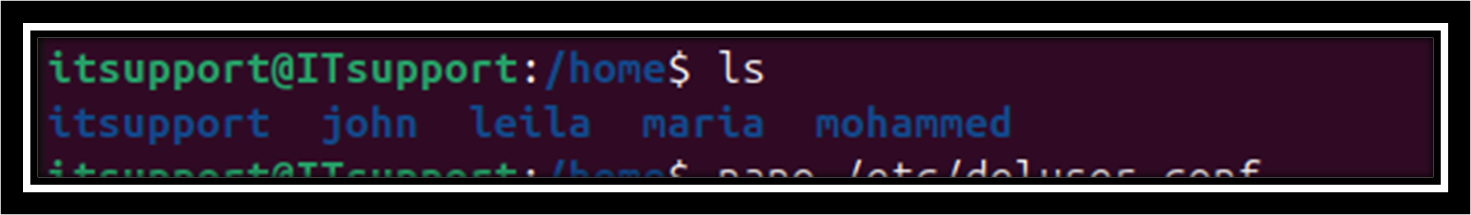 itsupport@ITsupport:/home$ ls
itsupport john leila maria mohammed
itsupport@ITsupport:/home$ nano /etc/deluser.conf